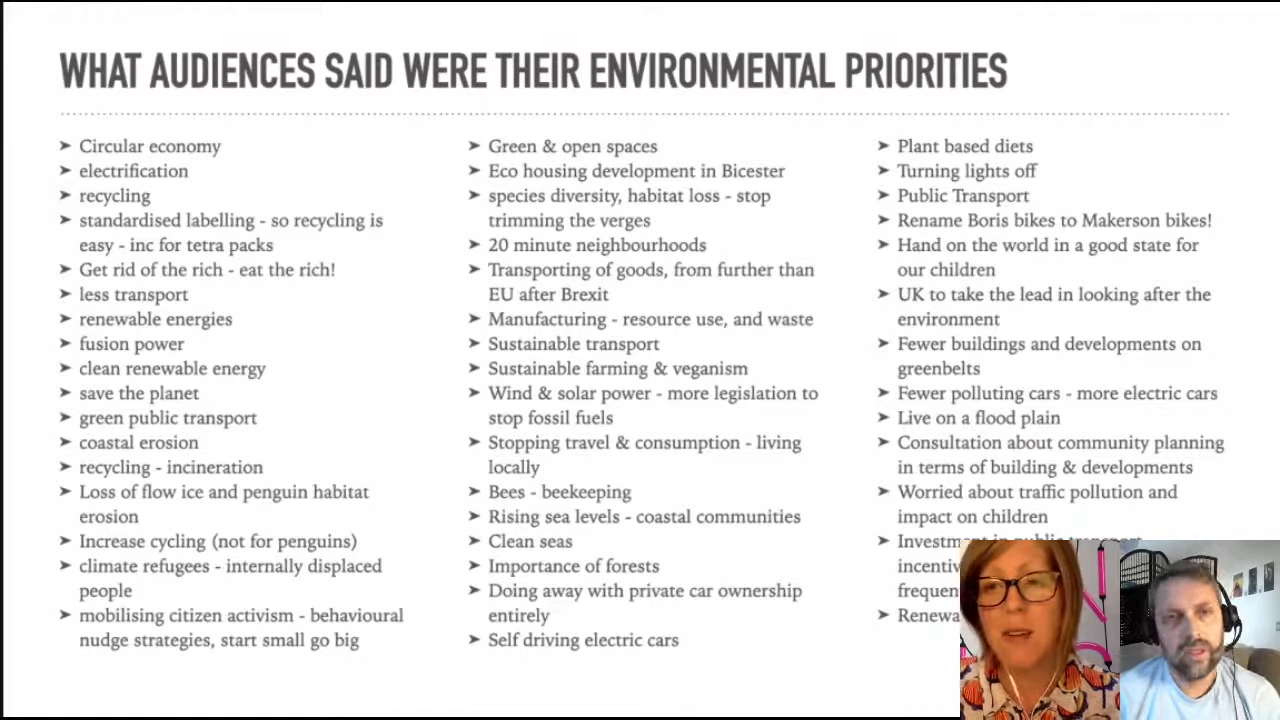 WHAT AUDIENCES SAID WERE THEIR ENVIRONMENTAL PRIORITIES
➤ Circular economy
➤ electrification
➤ recycling
➤ standardised labelling - so recycling is
easy - inc for tetra packs
➤ Get rid of the rich - eat the rich!
➤ less transport
➤ renewable energies
➤ fusion power
➤ clean renewable energy
➤ save the planet
➤ green public transport
➤ coastal erosion
➤ recycling - incineration
➤ Loss of flow ice and penguin habitat
erosion
➤ Increase cycling (not for penguins)
➤ climate refugees - internally displaced
people
➤ mobilising citizen activism - behavioural
nudge strategies, start small go big
➤ Green & open spaces
➤ Eco housing development in Bicester
➤ species diversity, habitat loss - stop
trimming the verges
➤ 20 minute neighbourhoods
➤ Transporting of goods, from further than
EU after Brexit
➤ Manufacturing - resource use, and waste
➤ Sustainable transport
➤ Sustainable farming & veganism
➤ Wind & solar power - more legislation to
stop fossil fuels
➤ Stopping travel & consumption - living
locally
➤ Bees - beekeeping
➤ Rising sea levels - coastal communities
➤ Clean seas
➤ Importance of forests
➤ Doing away with private car ownership
entirely
➤ Self driving electric cars
➤ Plant based diets
➤ Turning lights off
➤ Public Transport
➤ Rename Boris bikes to Makerson bikes!
➤ Hand on the world in a good state for
our children
➤ UK to take the lead in looking after the
environment
➤ Fewer buildings and developments on
greenbelts
➤ Fewer polluting cars - more electric cars
➤ Live on a flood plain
➤ Consultation about community planning
in terms of building & developments
➤ Worried about traffic pollution and
impact on children
➤ Investment in public transport